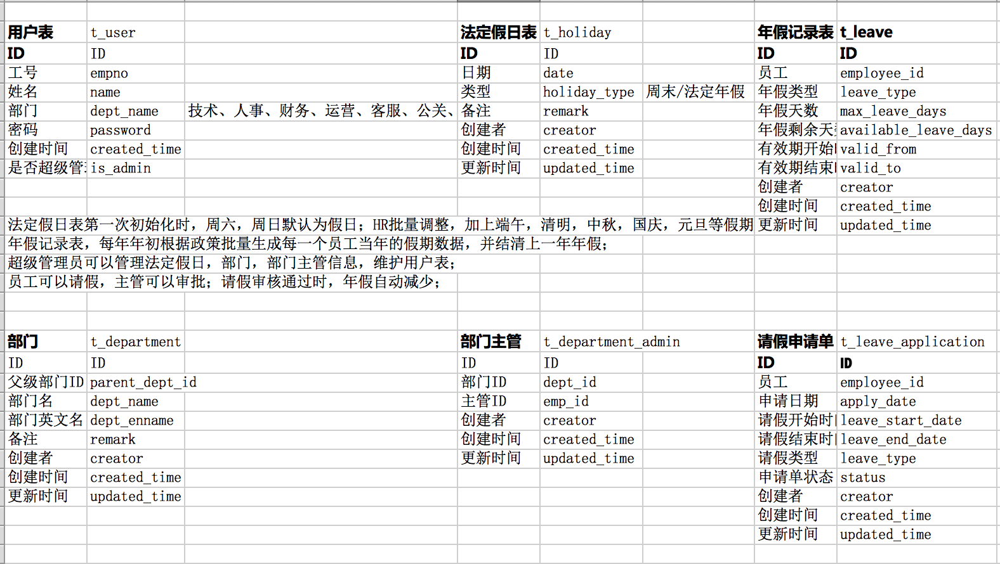 用户表 t_user 法定假日表 t_holiday 年假记录表 t_leave
ID ID ID ID ID ID
工号 empno 日期 date 员工 employee_id
姓名 name 类型 holiday_type 周末/法定年假 年假类型 leave_type
部门 dept_name 技术、人事、财务、运营、客服、公关、 备注 remark 年假天数 max_leave_days
密码 password 创建者 creator 年假剩余天 available_leave_days
创建时间 created_time 创建时间 created_time 有效期开始 valid_from
是否超级管 is_admin 更新时间 updated_time 有效期结束 valid_to
创建者 creator
创建时间 created_time
法定假日表第一次初始化时，周六，周日默认为假日；HR批量调整，加上端午，清明，中秋，国庆，元旦等假期 更新时间 updated_time
年假记录表，每年年初根据政策批量生成每一个员工当年的假期数据，并结清上一年年假；
超级管理员可以管理法定假日，部门，部门主管信息，维护用户表；
员工可以请假，主管可以审批；请假审核通过时，年假自动减少；
部门 t_department 部门主管 t_department_admin 请假申请单 t_leave_application
ID ID ID ID ID ID
父级部门ID parent_dept_id 部门ID dept_id 员工 employee_id
部门名 dept_name 主管ID emp_id 申请日期 apply_date
部门英文名 dept_enname 创建者 creator 请假开始时 leave_start_date
备注 remark 创建时间 created_time 请假结束时 leave_end_date
创建者 creator 更新时间 updated_time 请假类型 leave_type
创建时间 created_time 申请单状态 status
更新时间 updated_time 创建者 creator
创建时间 created_time
更新时间 updated_time